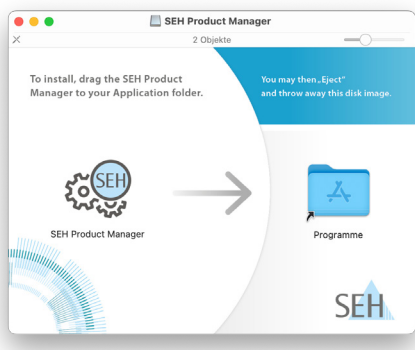 SEH Product Manager
2 Objekte
To install, drag the SEH Product
Manager to your Application folder.
You may then „Eject“
and throw away this disk image.
SEH
SEH Product Manager
Programme
SEH